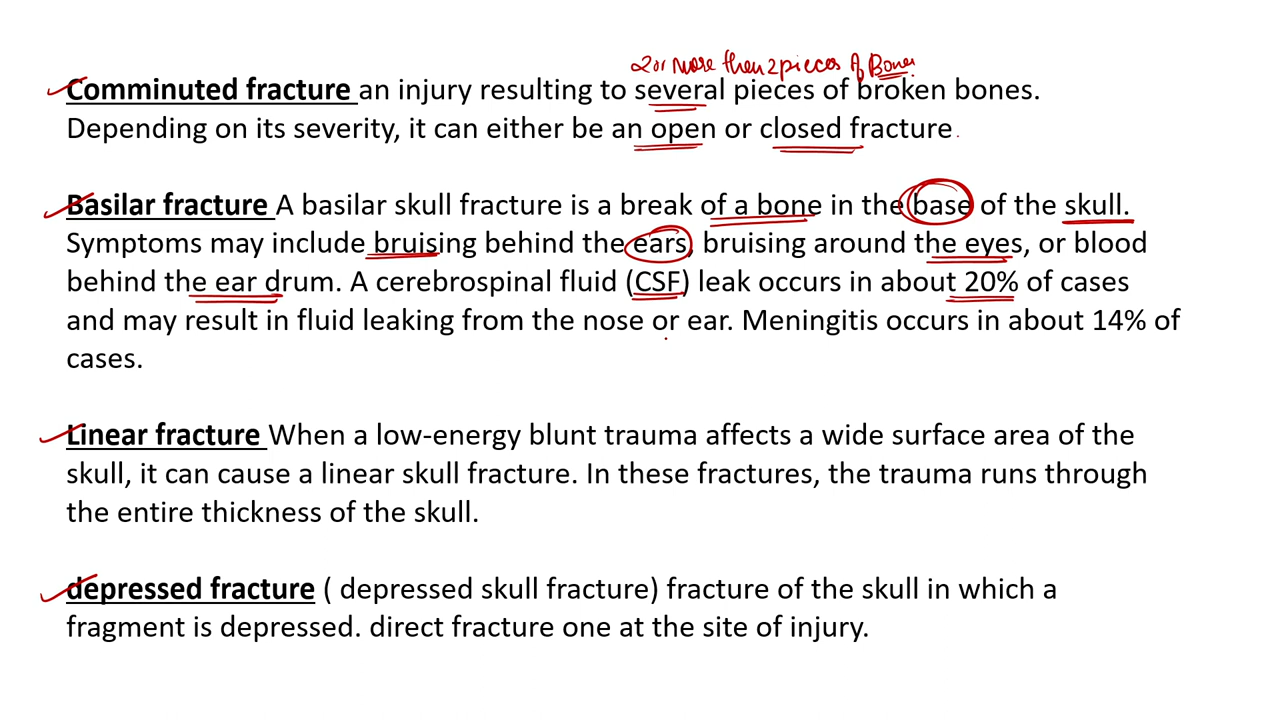 2 or more then 2 pieces of Bones
Comminuted fracture an injury resulting to several pieces of broken bones.
Depending on its severity, it can either be an open or closed fracture.
Basilar fracture A basilar skull fracture is a break of a bone in the base of the skull.
Symptoms may include bruising behind the ears, bruising around the eyes, or blood
behind the ear drum. A cerebrospinal fluid (CSF) leak occurs in about 20% of cases
and may result in fluid leaking from the nose or ear. Meningitis occurs in about 14% of
cases.
Linear fracture When a low-energy blunt trauma affects a wide surface area of the
skull, it can cause a linear skull fracture. In these fractures, the trauma runs through
the entire thickness of the skull.
depressed fracture ( depressed skull fracture) fracture of the skull in which a
fragment is depressed. direct fracture one at the site of injury.